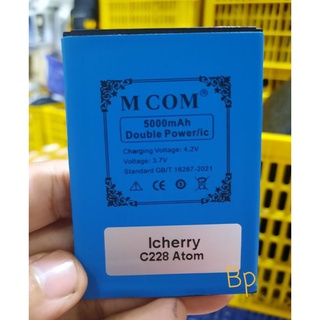 M COM®
5000mAh
Double Power/ic
Charging Voltage: 4.2V
Voltage: 3.7V
Standard GB/T 18287-2021
Icherry
C228 Atom
Bp